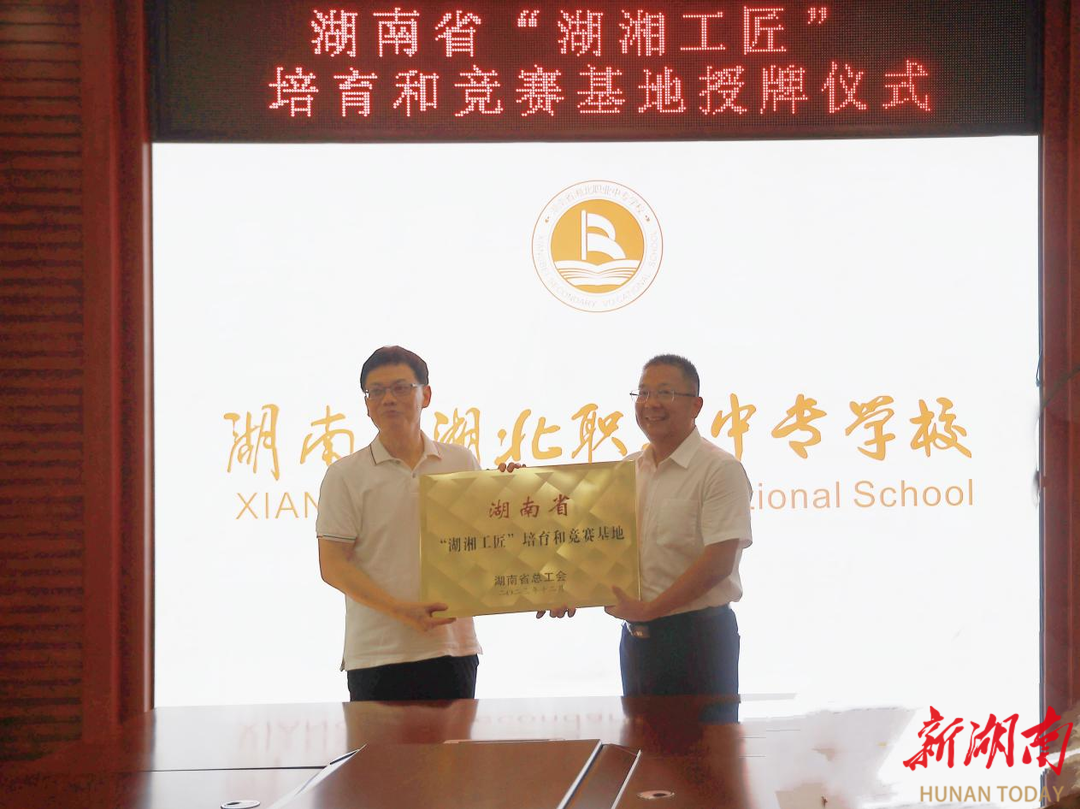 湖南省“湖湘工匠”
培育和竞赛基地授牌仪式
湖南 湖北职 中专学校
XIAN tional School
湖南省
“湖湘工匠”培育和竞赛基地
湖南省总工会
新湖南
HUNAN TODAY